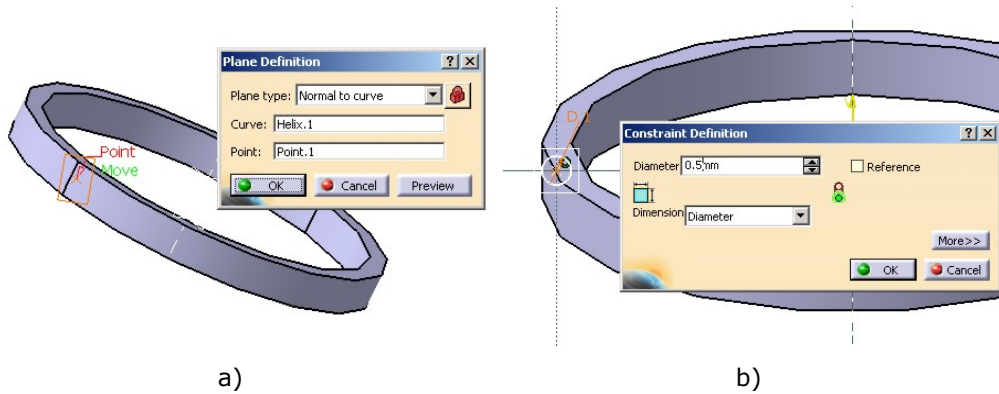 Plane Definition
Plane type: Normal to curve
Curve: Helix.1
Point: Point.1
OK Cancel Preview
Point
Move
D 1
Constraint Definition
Diameter 0.5mm
Reference
Dimension Diameter
More>>
OK Cancel
a)
b)